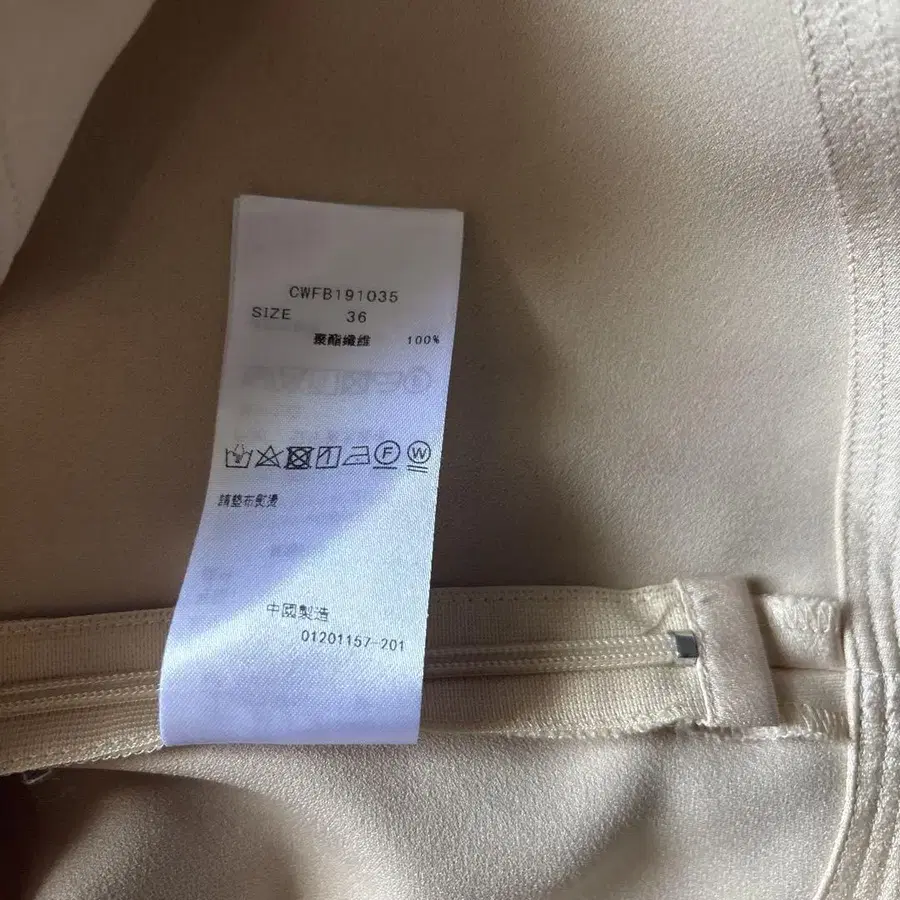 CWFB191035
SIZE 36
聚酯纖維 100%
F W
請墊布熨燙
中國製造
01201157-201